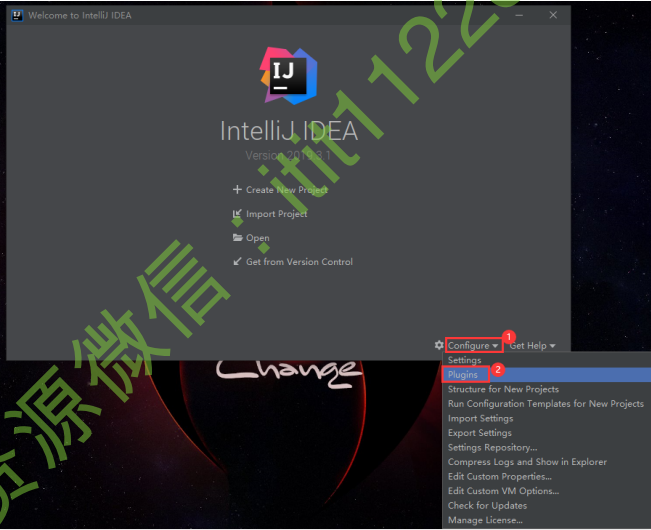 Welcome to IntelliJ IDEA
IJ
IntelliJ IDEA
Version 2019.3.1
Create New Project
Import Project
Open
Get from Version Control
Configure
1
Get Help
Settings
Plugins
2
Structure for New Projects
Run Configuration Templates for New Projects
Import Settings
Export Settings
Settings Repository...
Compress Logs and Show in Explorer
Edit Custom Properties...
Edit Custom VM Options...
Check for Updates
Manage License...
Change
资源微信:itit1122